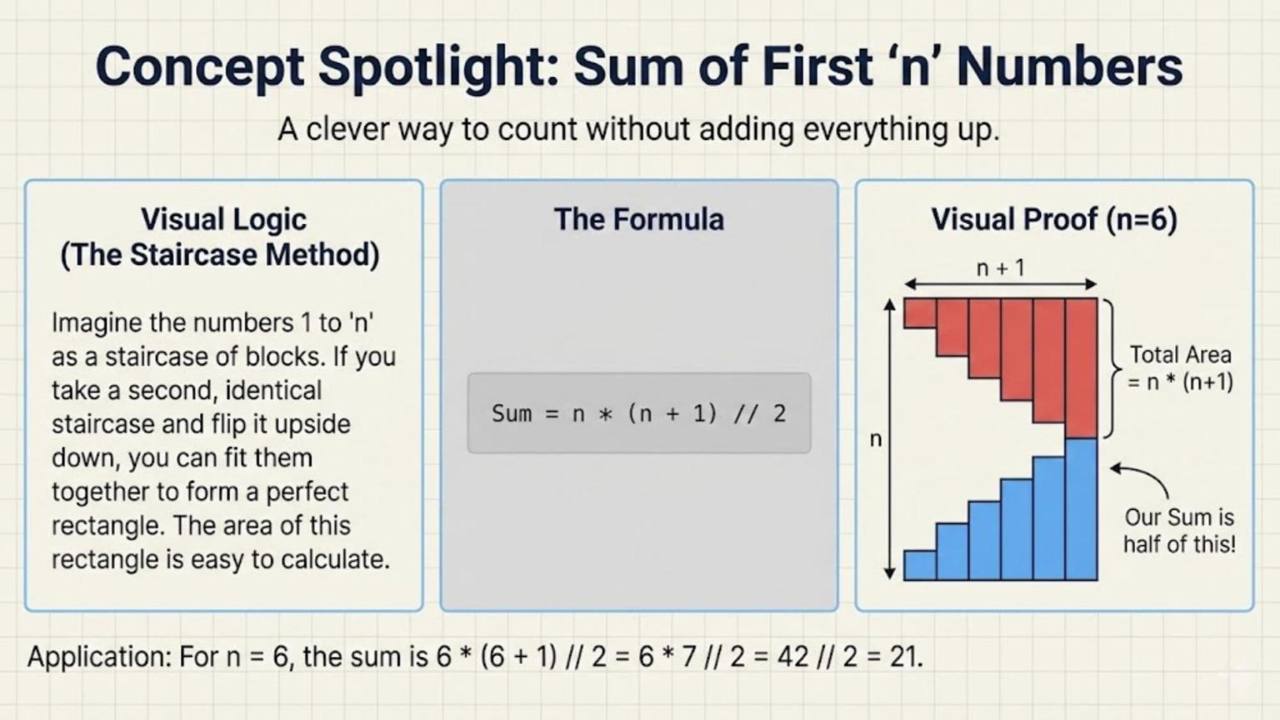 Concept Spotlight: Sum of First ‘n’ Numbers
A clever way to count without adding everything up.
Visual Logic
(The Staircase Method)
Imagine the numbers 1 to 'n'
as a staircase of blocks. If you
take a second, identical
staircase and flip it upside
down, you can fit them
together to form a perfect
rectangle. The area of this
rectangle is easy to calculate.
The Formula
Sum = n * (n + 1) // 2
Visual Proof (n=6)
n + 1
n
Total Area
= n * (n+1)
Our Sum is
half of this!
Application: For n = 6, the sum is 6 * (6 + 1) // 2 = 6 * 7 // 2 = 42 // 2 = 21.